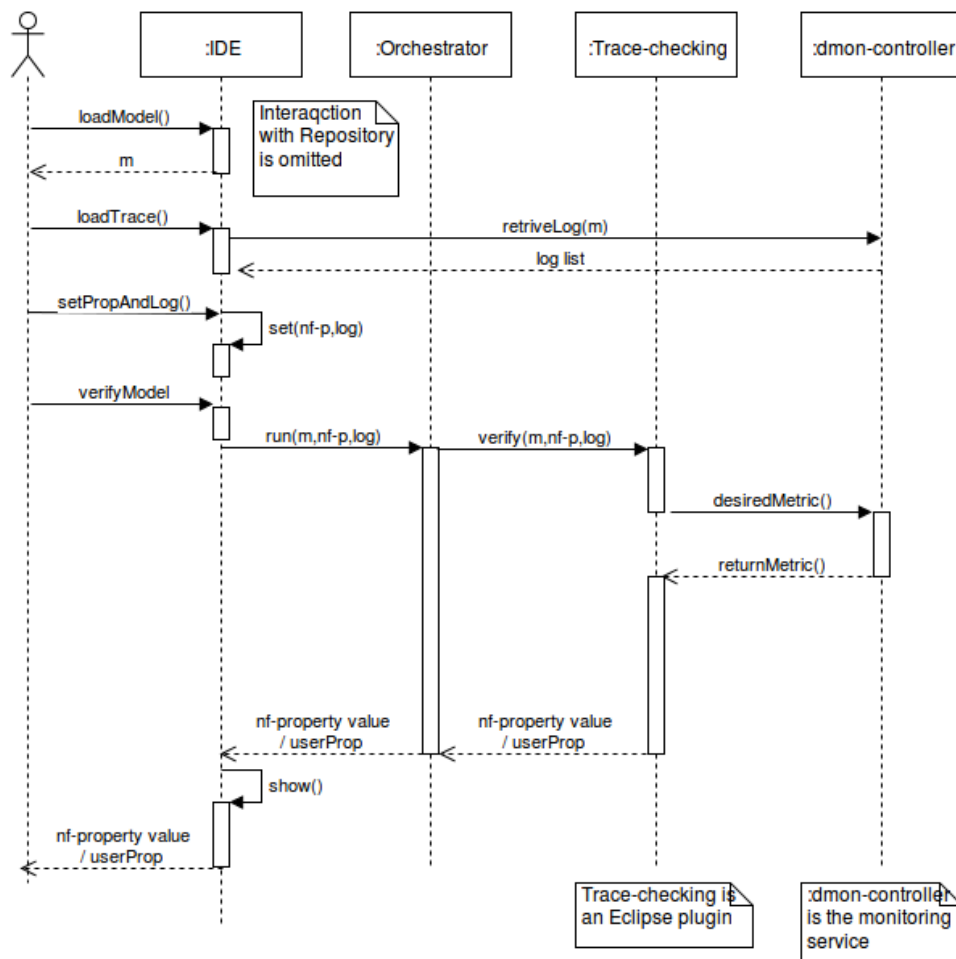 :IDE
:Orchestrator
:Trace-checking
:dmon-controller
loadModel()
Interaqction
with Repository
is omitted
m
loadTrace()
retriveLog(m)
log list
setPropAndLog()
set(nf-p,log)
verifyModel
run(m,nf-p,log)
verify(m,nf-p,log)
desiredMetric()
returnMetric()
nf-property value
/ userProp
nf-property value
/ userProp
show()
nf-property value
/ userProp
Trace-checking is
an Eclipse plugin
:dmon-controller
is the monitoring
service